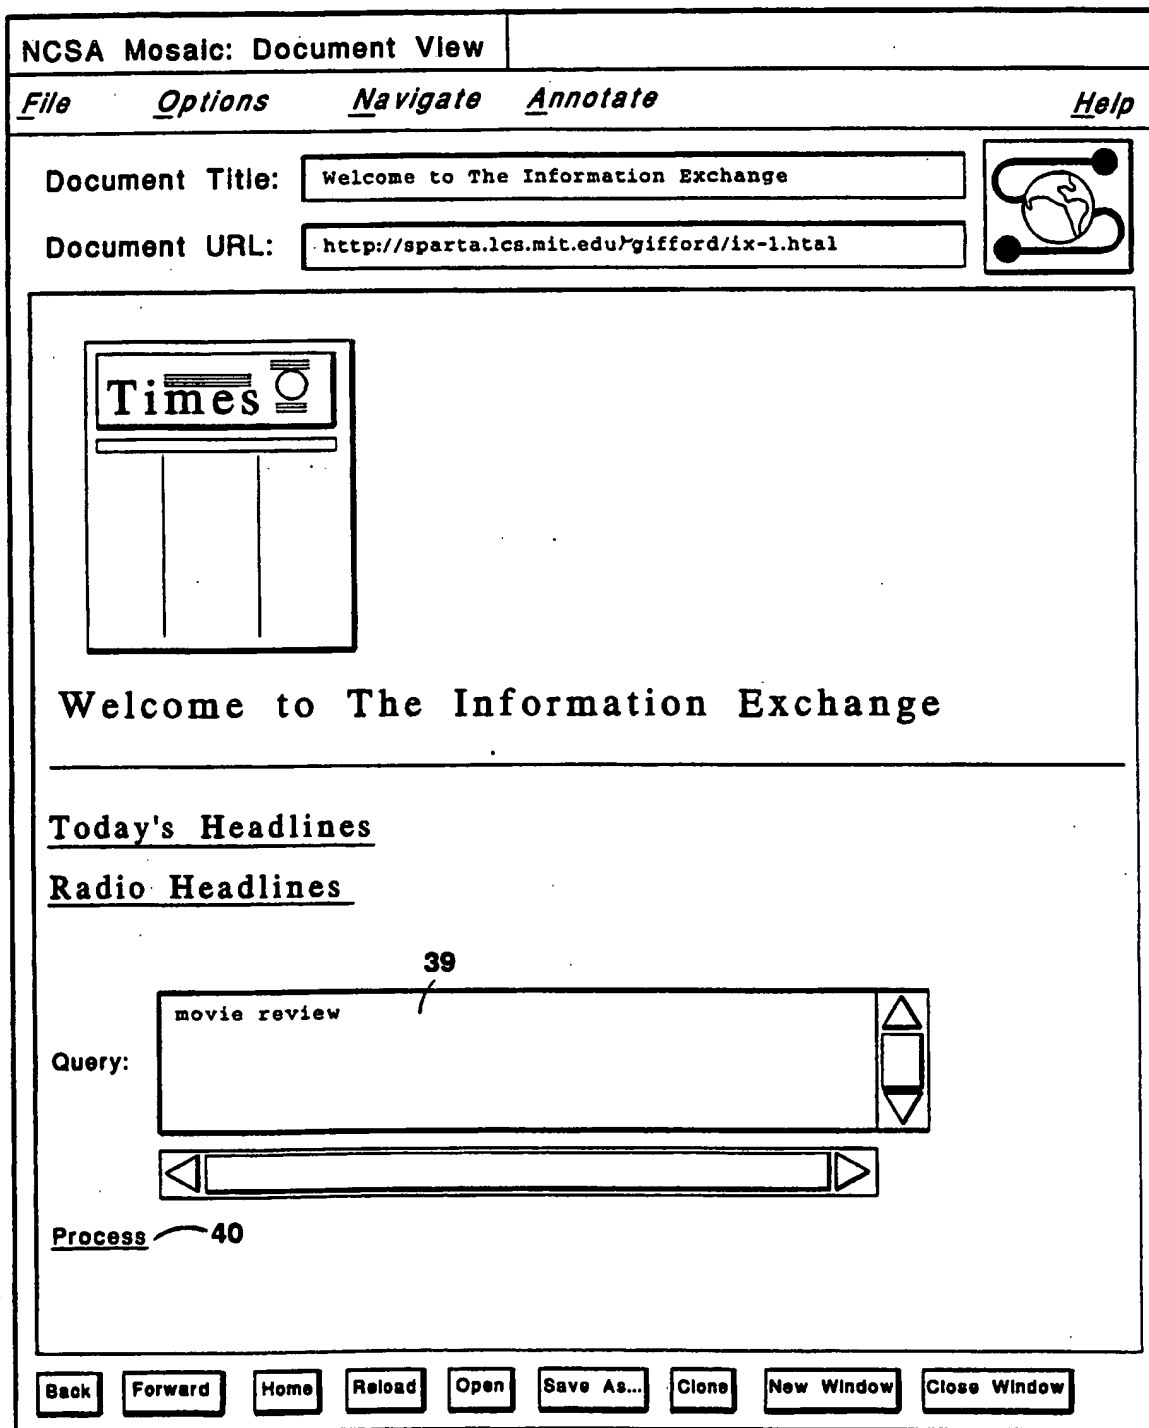 NCSA Mosaic: Document View
File Options Navigate Annotate Help
Document Title: Welcome to The Information Exchange
Document URL: http://sparta.lcs.mit.edu/~gifford/ix-1.htal
Times
Welcome to The Information Exchange
Today's Headlines
Radio Headlines
39
movie review
Query:
Process 40
Back Forward Home Reload Open Save As... Clone New Window Close Window